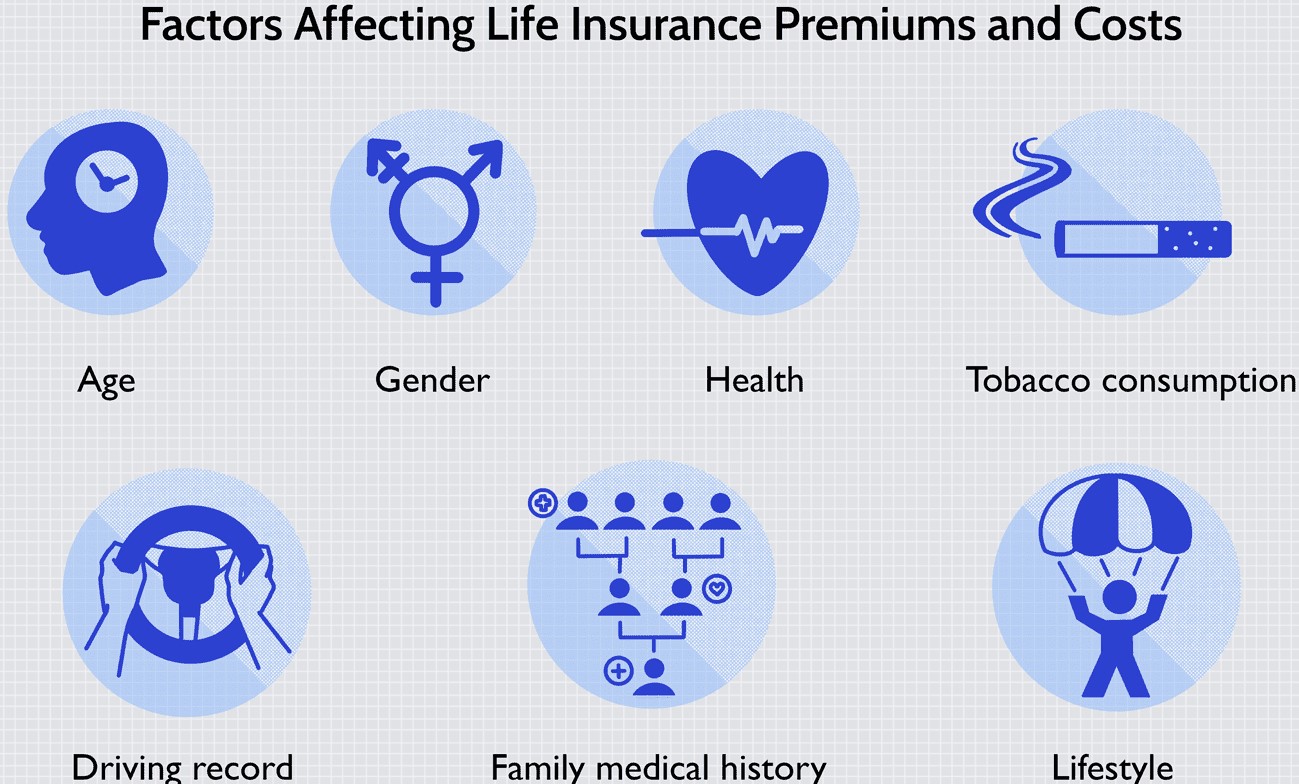 Factors Affecting Life Insurance Premiums and Costs
Age
Gender
Health
Tobacco consumption
Driving record
Family medical history
Lifestyle